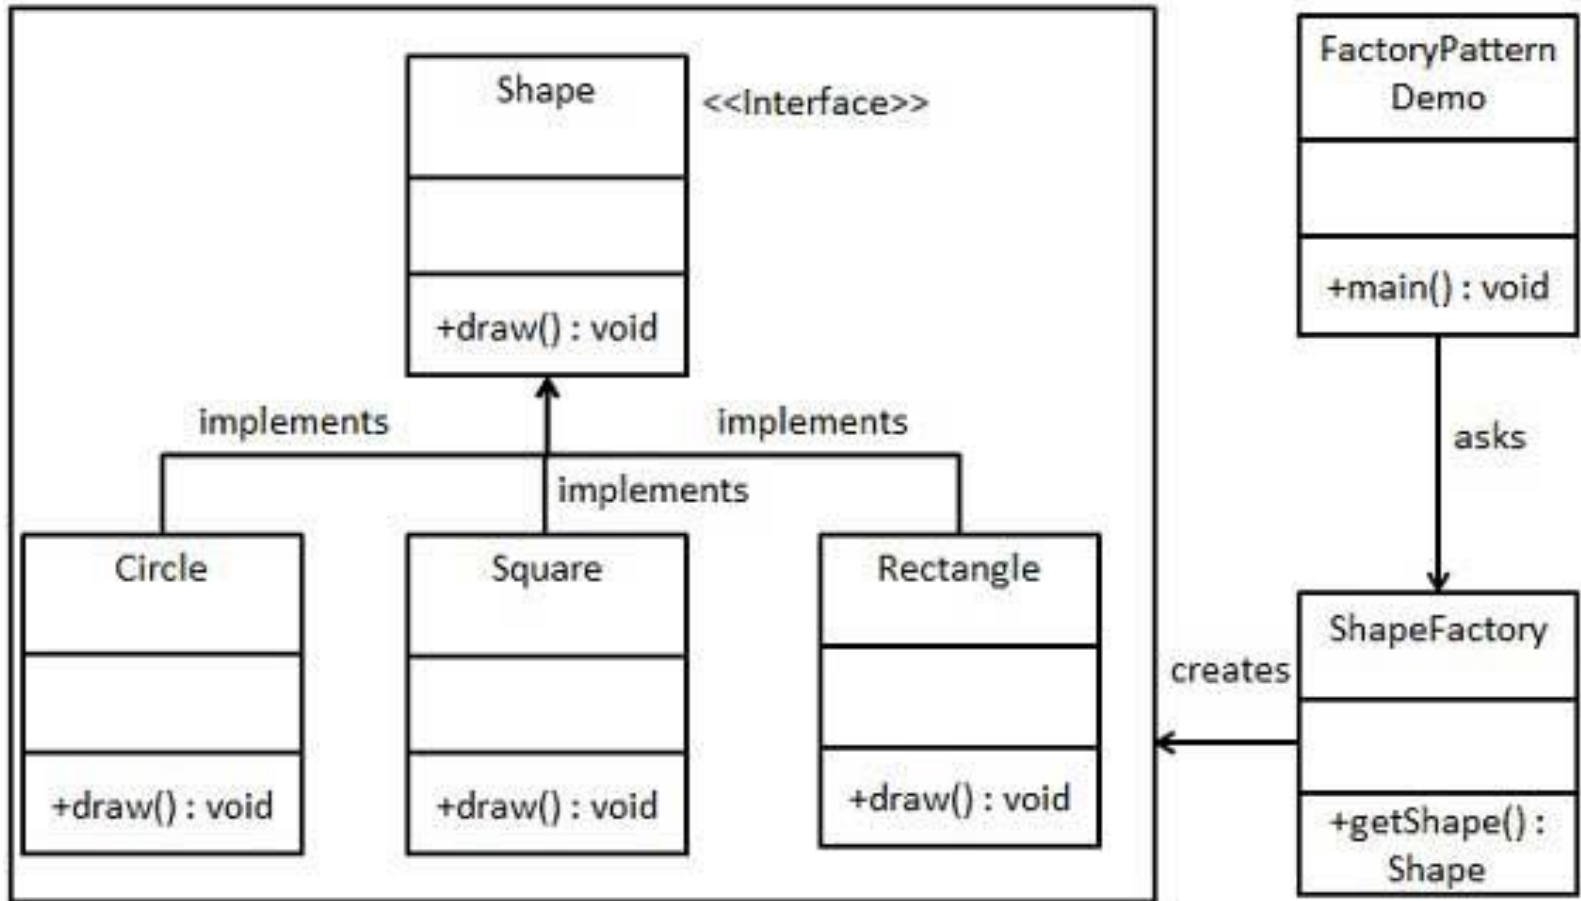 Shape
<<Interface>>
+draw() : void
implements
implements
implements
Circle
+draw() : void
Square
+draw() : void
Rectangle
+draw() : void
FactoryPattern
Demo
+main() : void
asks
ShapeFactory
+getShape() :
Shape
creates